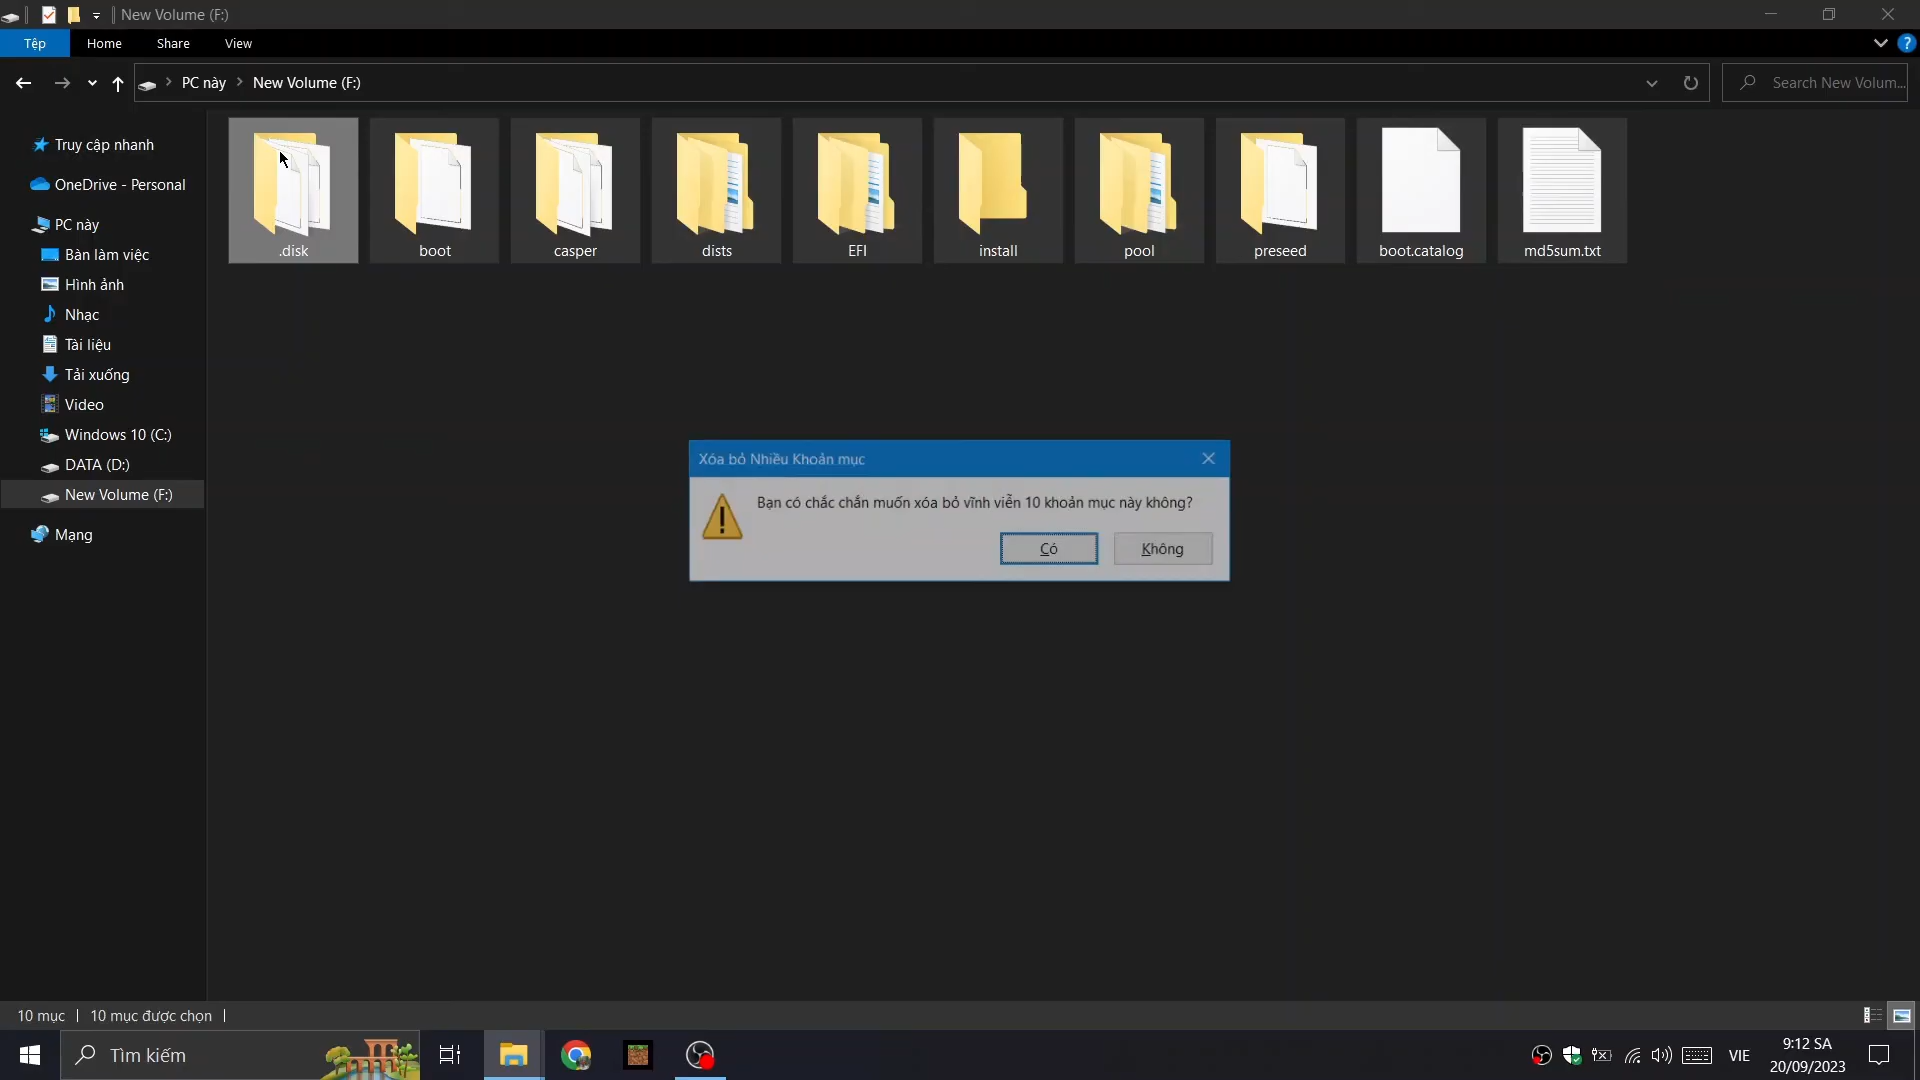 New Volume (F:)
Tệp
Home
Share
View
PC này
New Volume (F:)
Search New Volum...
Truy cập nhanh
OneDrive - Personal
PC này
Bàn làm việc
Hình ảnh
Nhạc
Tài liệu
Tải xuống
Video
Windows 10 (C:)
DATA (D:)
New Volume (F:)
Mạng
.disk
boot
casper
dists
EFI
install
pool
preseed
boot.catalog
md5sum.txt
Xóa bỏ Nhiều Khoản mục
Bạn có chắc chắn muốn xóa bỏ vĩnh viễn 10 khoản mục này không?
Có
Không
10 mục
10 mục được chọn
Tìm kiếm
VIE
9:12 SA
20/09/2023